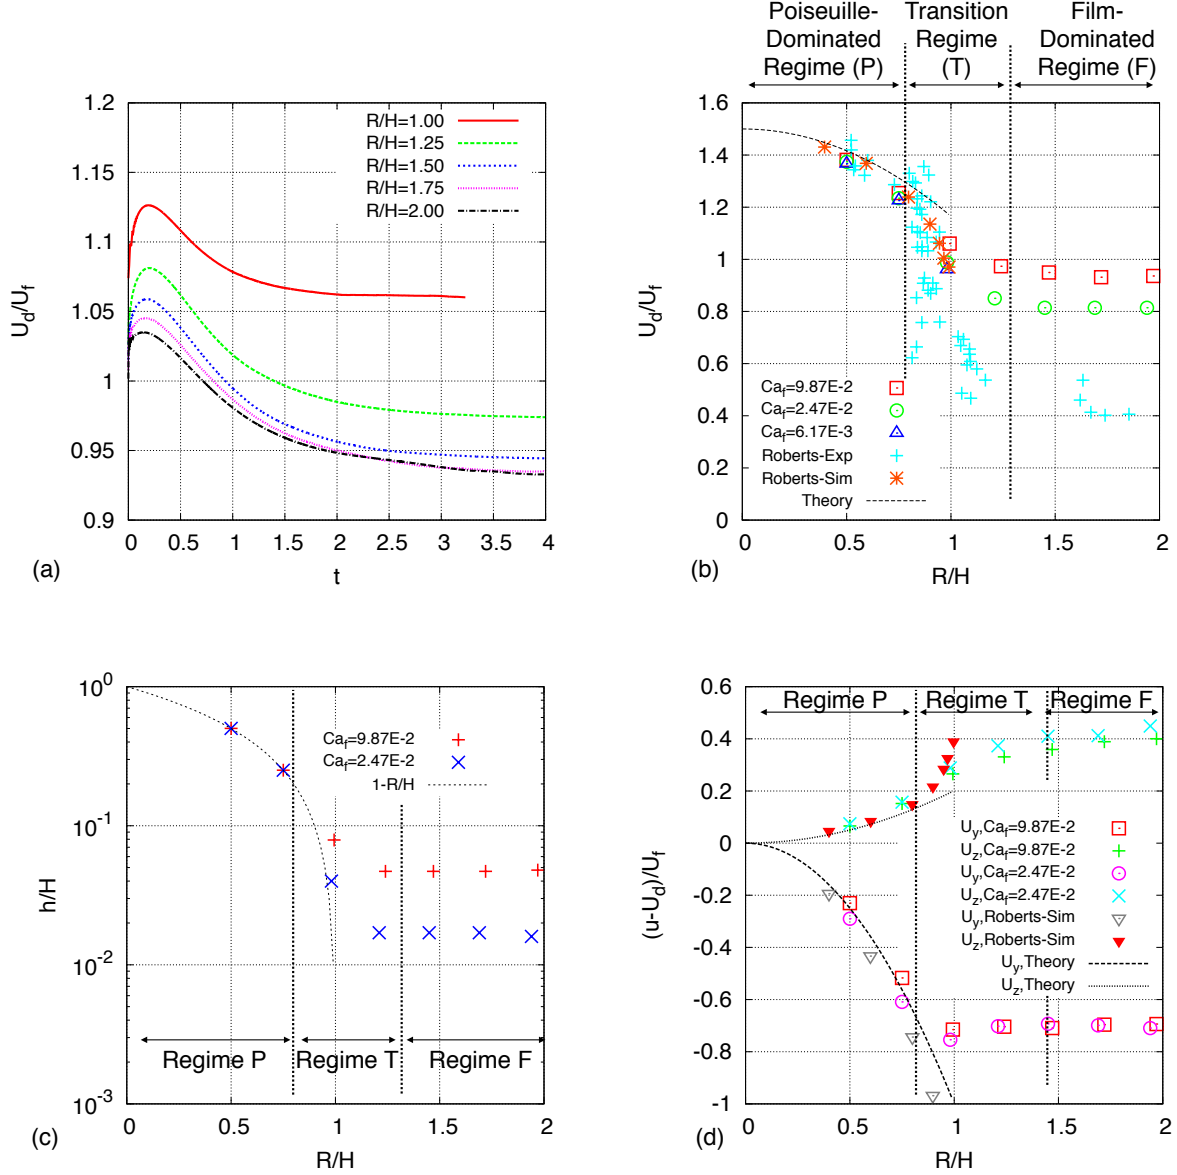 1.2
1.15
1.1
1.05
1
0.95
0.9
U_d/U_f
R/H=1.00
R/H=1.25
R/H=1.50
R/H=1.75
R/H=2.00
0 0.5 1 1.5 2 2.5 3 3.5 4
t
(a)
Poiseuille-
Dominated
Regime (P)
Transition
Regime
(T)
Film-
Dominated
Regime (F)
1.6
1.4
1.2
1
0.8
0.6
0.4
0.2
0
U_d/U_f
Ca_f=9.87E-2
Ca_f=2.47E-2
Ca_f=6.17E-3
Roberts-Exp
Roberts-Sim
Theory
0 0.5 1 1.5 2
R/H
(b)
10^0
10^-1
10^-2
10^-3
h/H
Ca_f=9.87E-2
Ca_f=2.47E-2
1-R/H
Regime P Regime T Regime F
0 0.5 1 1.5 2
R/H
(c)
0.6
0.4
0.2
0
-0.2
-0.4
-0.6
-0.8
-1
(u-U_d)/U_f
Regime P Regime T Regime F
U_y,Ca_f=9.87E-2
U_z,Ca_f=9.87E-2
U_y,Ca_f=2.47E-2
U_z,Ca_f=2.47E-2
U_y,Roberts-Sim
U_z,Roberts-Sim
U_y,Theory
U_z,Theory
0 0.5 1 1.5 2
R/H
(d)